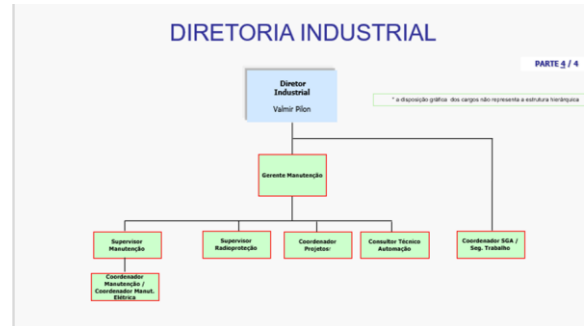 DIRETORIA INDUSTRIAL
PARTE 4 / 4
Diretor
Industrial
Valmir Pilon
* a disposição gráfica dos cargos não representa a estrutura hierárquica
Gerente Manutenção
Supervisor
Manutenção
Supervisor
Radioproteção
Coordenador
Projetos
Consultor Técnico
Automação
Coordenador SGA /
Seg. Trabalho
Coordenador
Manutenção /
Coordenador Manut.
Elétrica